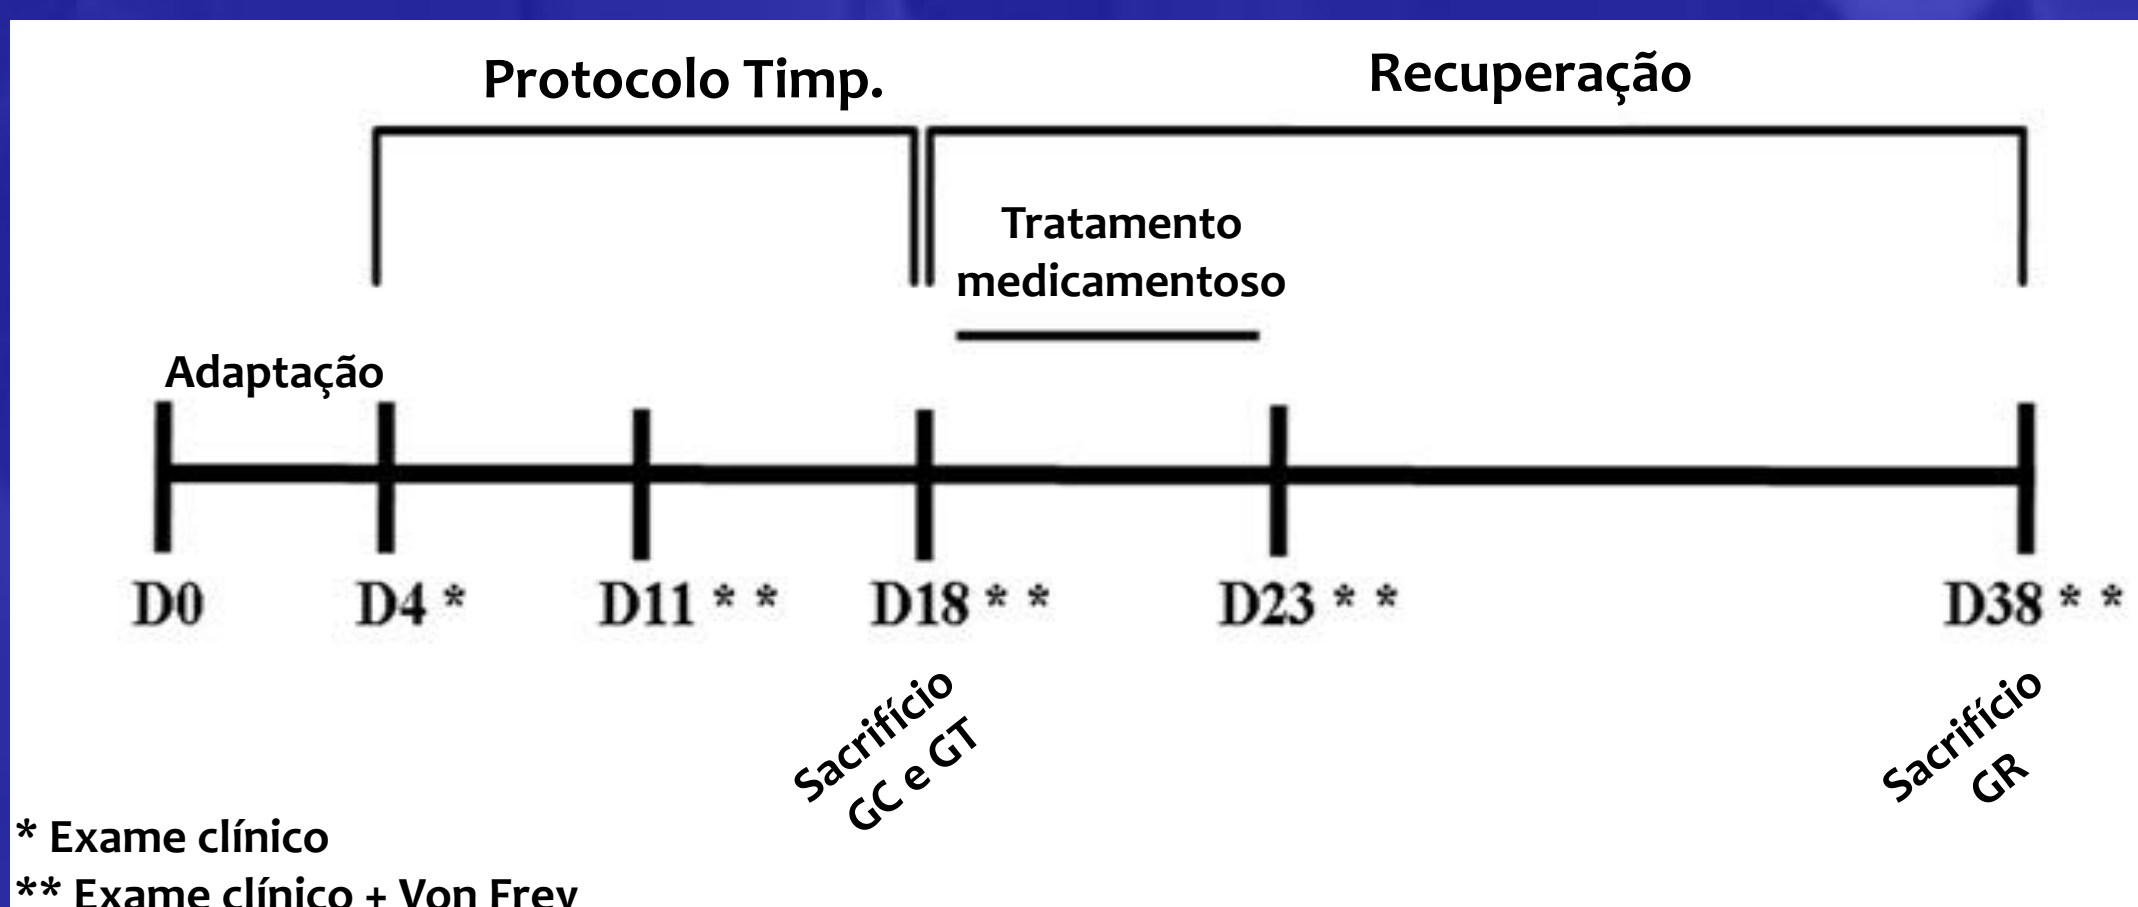 Protocolo Timp.
Recuperação
Tratamento
medicamentoso
Adaptação
D0
D4 *
D11 * *
D18 * *
D23 * *
D38 * *
Sacrifício
GC e GT
Sacrifício
GR
* Exame clínico
** Exame clínico + Von Frey